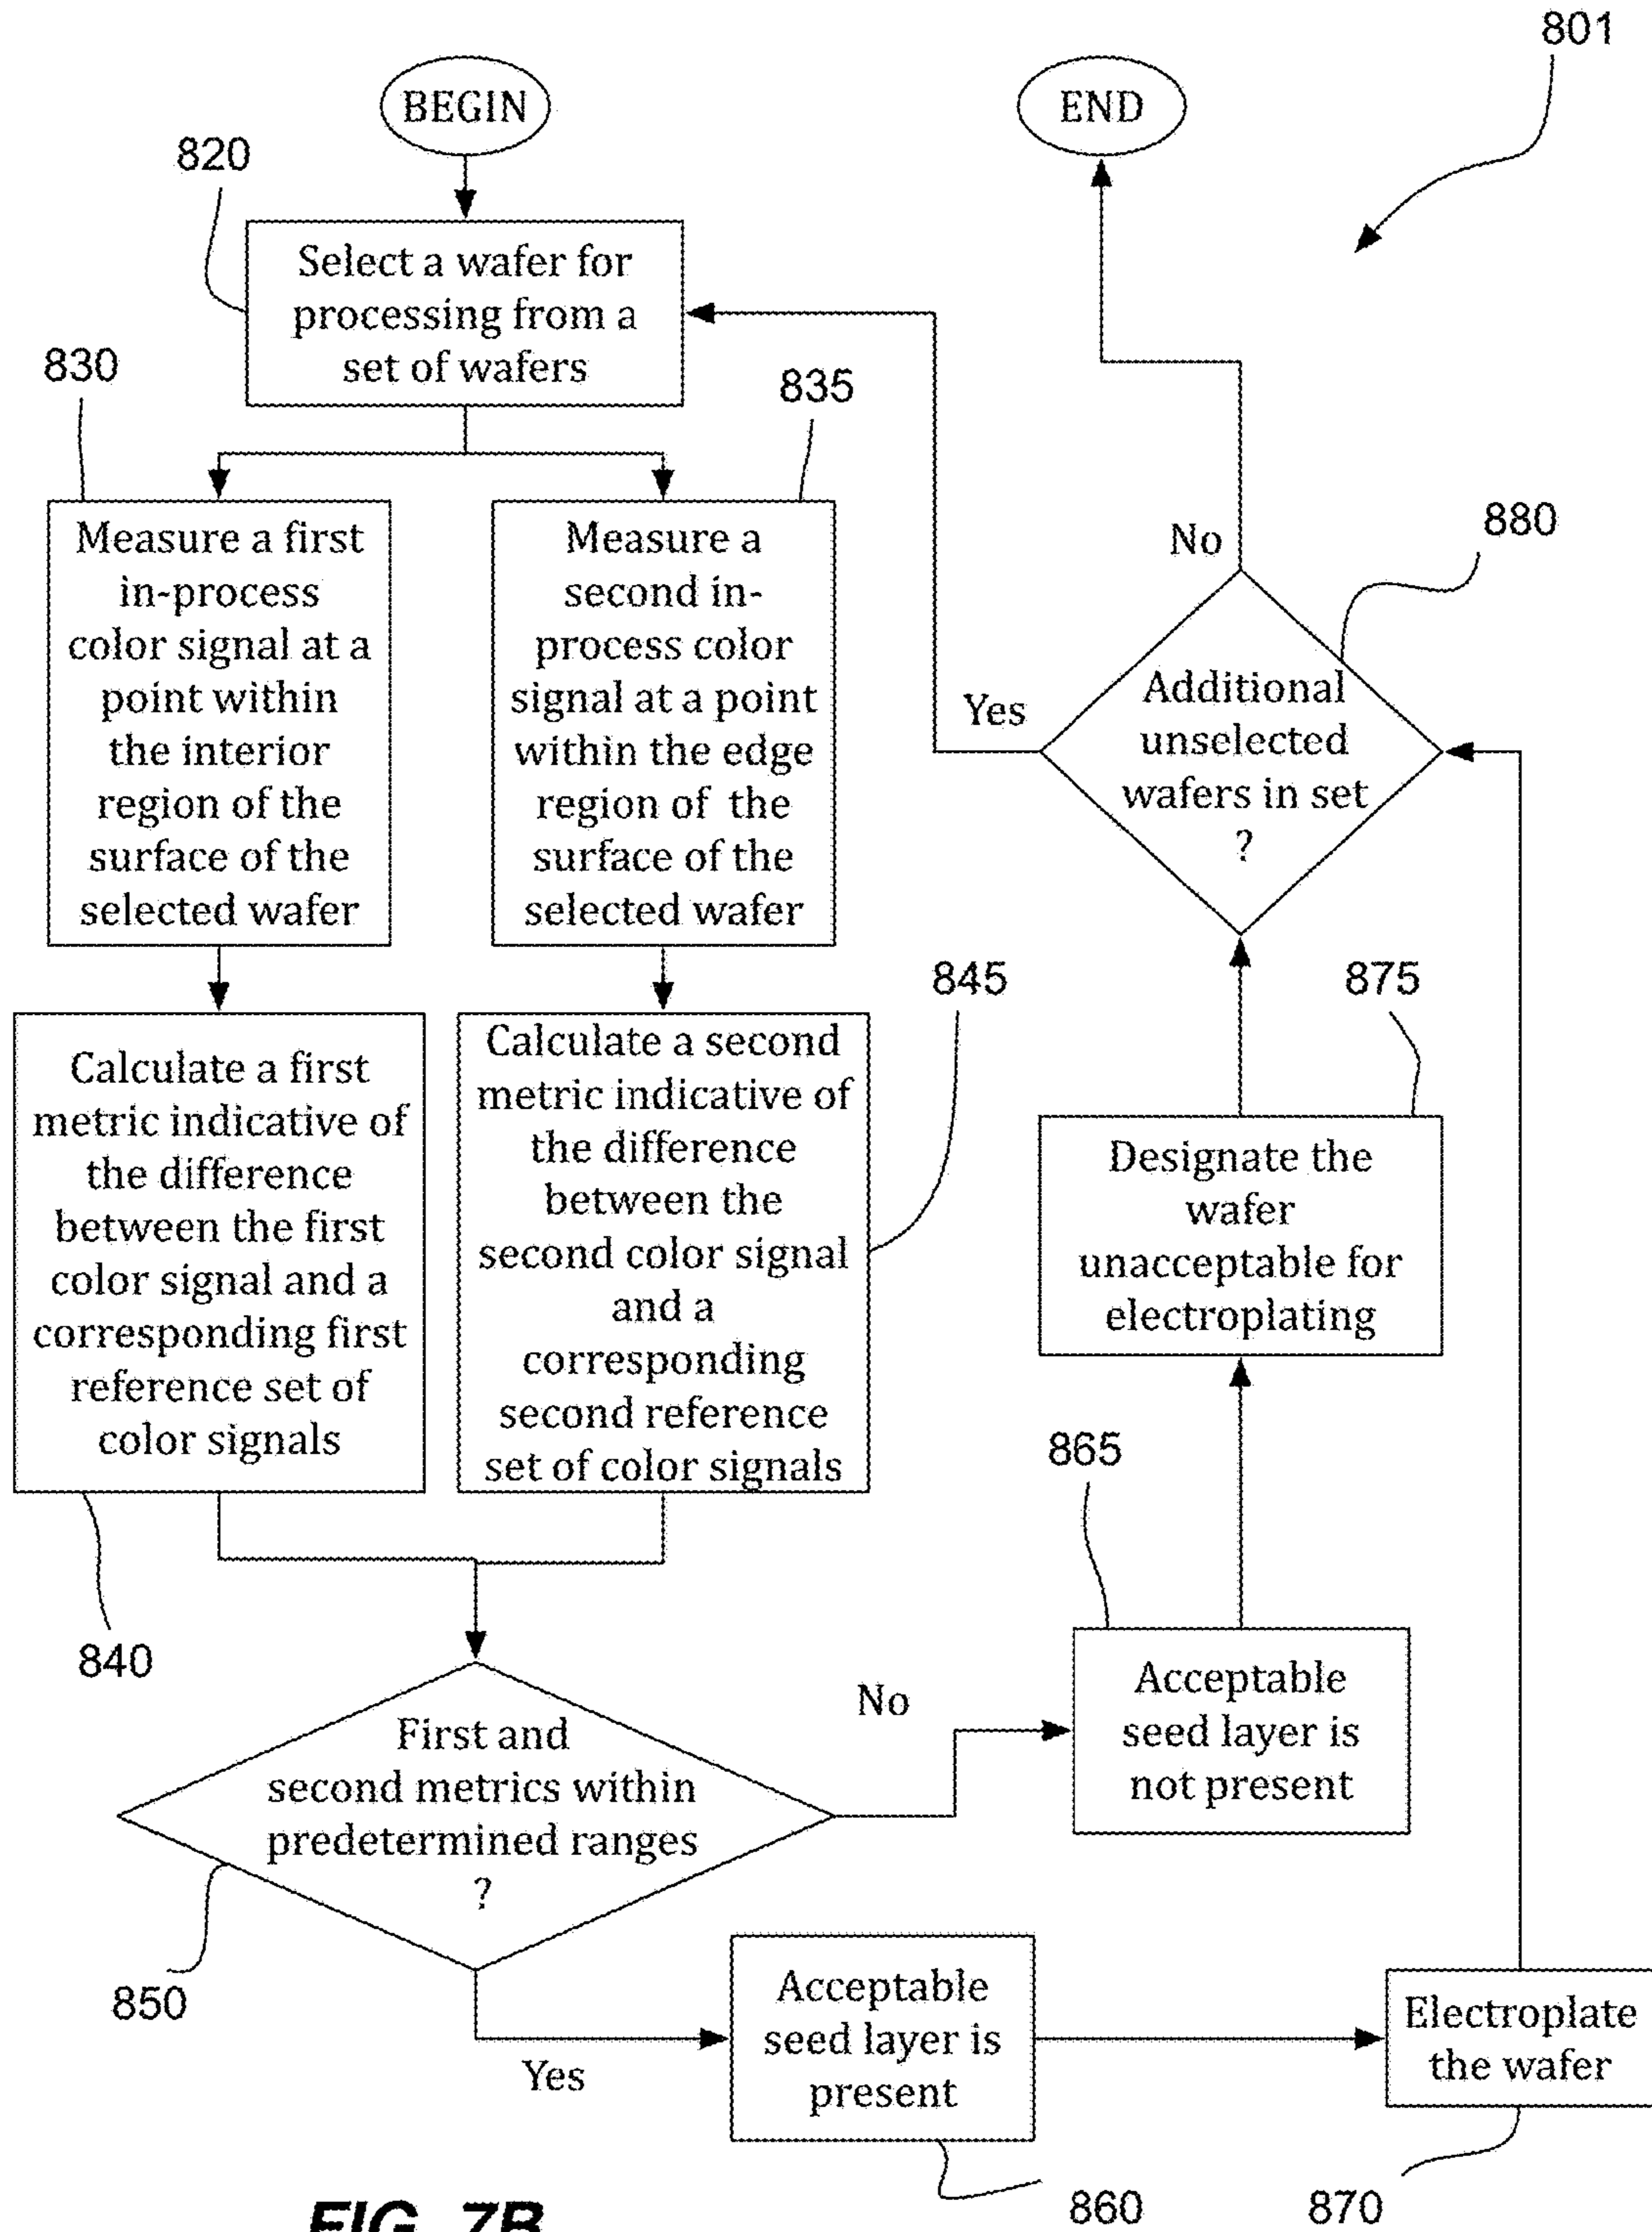 801
BEGIN
END
820
Select a wafer for
processing from a
set of wafers
830
835
Measure a first
in-process
color signal at a
point within
the interior
region of the
surface of the
selected wafer
Measure a
second in-
process color
signal at a point
within the edge
region of the
surface of the
selected wafer
No
880
Additional
unselected
wafers in set
?
Yes
845
875
Calculate a first
metric indicative of
the difference
between the first
color signal and a
corresponding first
reference set of
color signals
Calculate a second
metric indicative of
the difference
between the
second color signal
and a
corresponding
second reference
set of color signals
Designate the
wafer
unacceptable for
electroplating
865
840
First and
second metrics within
predetermined ranges
?
No
Acceptable
seed layer is
not present
850
Yes
Acceptable
seed layer is
present
Electroplate
the wafer
860
870
FIG. 7B